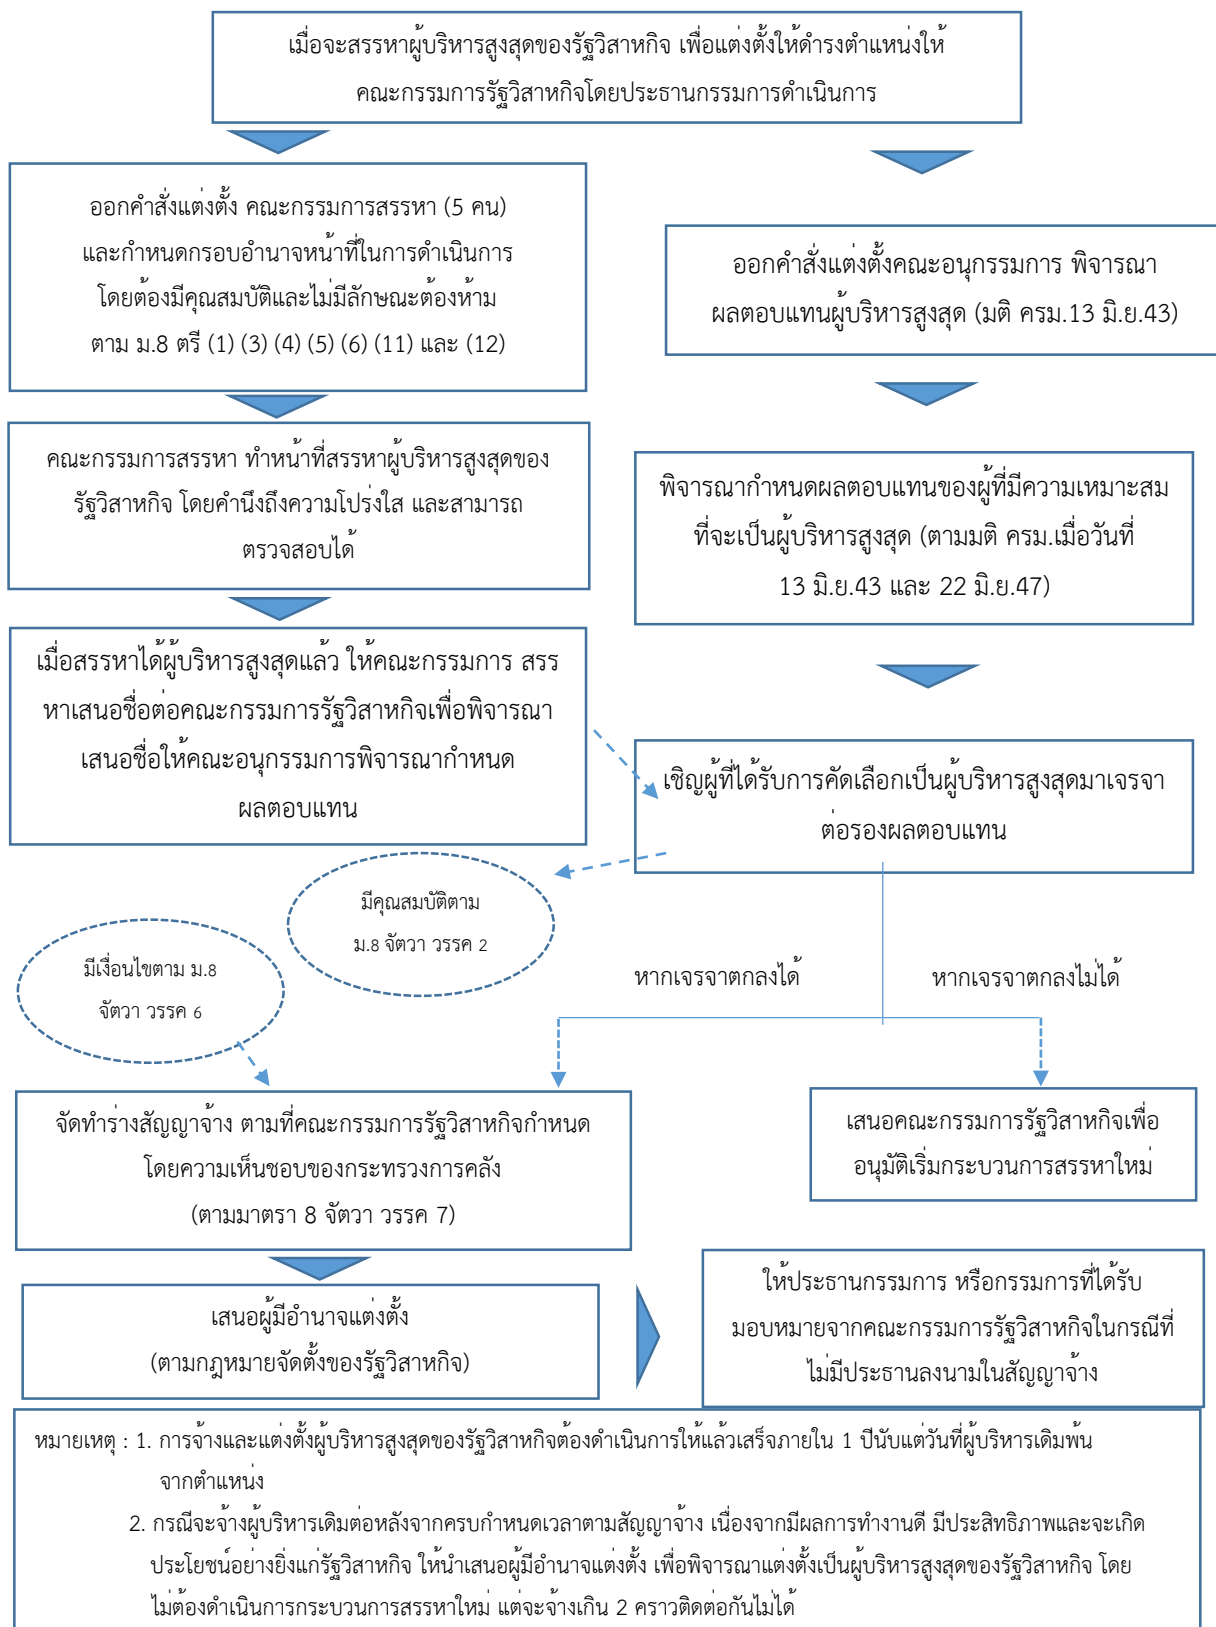 เมื่อจะสรรหาผู้บริหารสูงสุดของรัฐวิสาหกิจ เพื่อแต่งตั้งให้ดำรงตำแหน่งให้
คณะกรรมการรัฐวิสาหกิจโดยประธานกรรมการดำเนินการ
ออกคำสั่งแต่งตั้ง คณะกรรมการสรรหา (5 คน)
และกำหนดกรอบอำนาจหน้าที่ในการดำเนินการ
โดยต้องมีคุณสมบัติและไม่มีลักษณะต้องห้าม
ตาม ม.8 ตรี (1) (3) (4) (5) (6) (11) และ (12)
ออกคำสั่งแต่งตั้งคณะอนุกรรมการ พิจารณา
ผลตอบแทนผู้บริหารสูงสุด (มติ ครม.13 มิ.ย.43)
คณะกรรมการสรรหา ทำหน้าที่สรรหาผู้บริหารสูงสุดของ
รัฐวิสาหกิจ โดยคำนึงถึงความโปร่งใส และสามารถ
ตรวจสอบได้
พิจารณากำหนดผลตอบแทนของผู้ที่มีความเหมาะสม
ที่จะเป็นผู้บริหารสูงสุด (ตามมติ ครม.เมื่อวันที่
13 มิ.ย.43 และ 22 มิ.ย.47)
เมื่อสรรหาได้ผู้บริหารสูงสุดแล้ว ให้คณะกรรมการ สรร
หาเสนอชื่อต่อคณะกรรมการรัฐวิสาหกิจเพื่อพิจารณา
เสนอชื่อให้คณะอนุกรรมการพิจารณากำหนด
ผลตอบแทน
เชิญผู้ที่ได้รับการคัดเลือกเป็นผู้บริหารสูงสุดมาเจรจา
ต่อรองผลตอบแทน
มีคุณสมบัติตาม
ม.8 จัตวา วรรค 2
มีเงื่อนไขตาม ม.8
จัตวา วรรค 6
หากเจรจาตกลงได้
หากเจรจาตกลงไม่ได้
จัดทำร่างสัญญาจ้าง ตามที่คณะกรรมการรัฐวิสาหกิจกำหนด
โดยความเห็นชอบของกระทรวงการคลัง
(ตามมาตรา 8 จัตวา วรรค 7)
เสนอคณะกรรมการรัฐวิสาหกิจเพื่อ
อนุมัติเริ่มกระบวนการสรรหาใหม่
เสนอผู้มีอำนาจแต่งตั้ง
(ตามกฎหมายจัดตั้งของรัฐวิสาหกิจ)
ให้ประธานกรรมการ หรือกรรมการที่ได้รับ
มอบหมายจากคณะกรรมการรัฐวิสาหกิจในกรณีที่
ไม่มีประธานลงนามในสัญญาจ้าง
หมายเหตุ : 1. การจ้างและแต่งตั้งผู้บริหารสูงสุดของรัฐวิสาหกิจต้องดำเนินการให้แล้วเสร็จภายใน 1 ปีนับแต่วันที่ผู้บริหารเดิมพ้น
จากตำแหน่ง
2. กรณีจะจ้างผู้บริหารเดิมต่อหลังจากครบกำหนดเวลาตามสัญญาจ้าง เนื่องจากมีผลการทำงานดี มีประสิทธิภาพและจะเกิด
ประโยชน์อย่างยิ่งแก่รัฐวิสาหกิจ ให้นำเสนอผู้มีอำนาจแต่งตั้ง เพื่อพิจารณาแต่งตั้งเป็นผู้บริหารสูงสุดของรัฐวิสาหกิจ โดย
ไม่ต้องดำเนินการกระบวนการสรรหาใหม่ แต่จะจ้างเกิน 2 คราวติดต่อกันไม่ได้